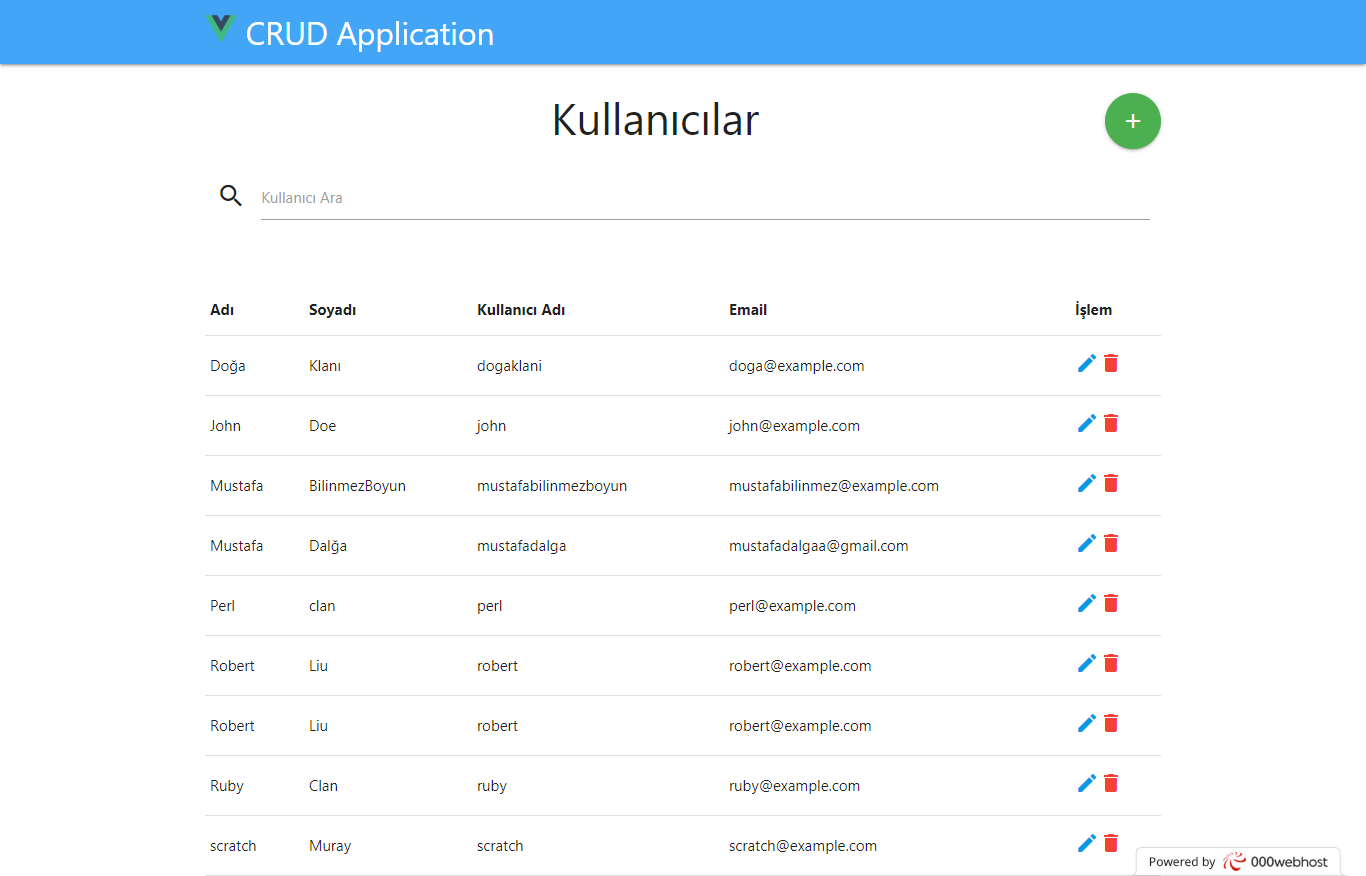 CRUD Application
Kullanıcılar
+
Kullanıcı Ara
Adı Soyadı Kullanıcı Adı Email İşlem
Doğa Klanı dogaklani doga@example.com
John Doe john john@example.com
Mustafa BilinmezBoyun mustafabilinmezboyun mustafabilinmez@example.com
Mustafa Dalğa mustafadalga mustafadalgaa@gmail.com
Perl clan perl perl@example.com
Robert Liu robert robert@example.com
Robert Liu robert robert@example.com
Ruby Clan ruby ruby@example.com
scratch Muray scratch scratch@example.com
Powered by 000webhost